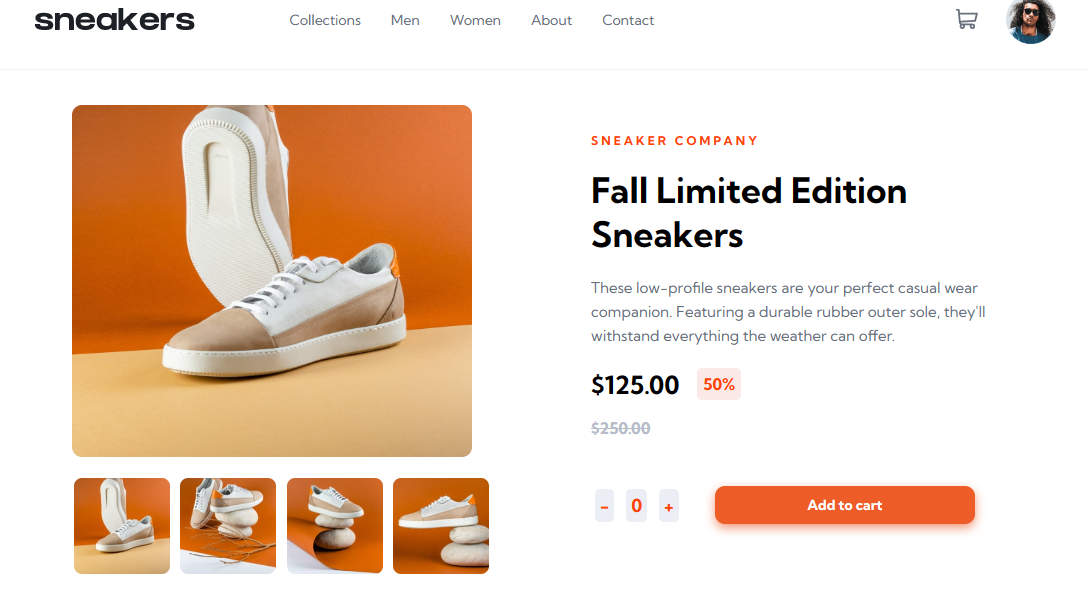 sneakers
Collections Men Women About Contact
SNEAKER COMPANY
Fall Limited Edition
Sneakers
These low-profile sneakers are your perfect casual wear
companion. Featuring a durable rubber outer sole, they'll
withstand everything the weather can offer.
$125.00 50%
$250.00
- 0 + Add to cart